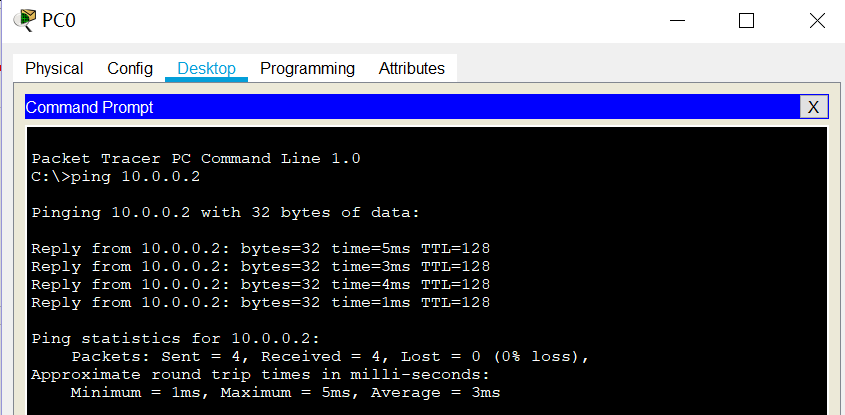 PC0
Physical Config Desktop Programming Attributes
Command Prompt X
Packet Tracer PC Command Line 1.0
C:\>ping 10.0.0.2
Pinging 10.0.0.2 with 32 bytes of data:
Reply from 10.0.0.2: bytes=32 time=5ms TTL=128
Reply from 10.0.0.2: bytes=32 time=3ms TTL=128
Reply from 10.0.0.2: bytes=32 time=4ms TTL=128
Reply from 10.0.0.2: bytes=32 time=1ms TTL=128
Ping statistics for 10.0.0.2:
    Packets: Sent = 4, Received = 4, Lost = 0 (0% loss),
Approximate round trip times in milli-seconds:
    Minimum = 1ms, Maximum = 5ms, Average = 3ms